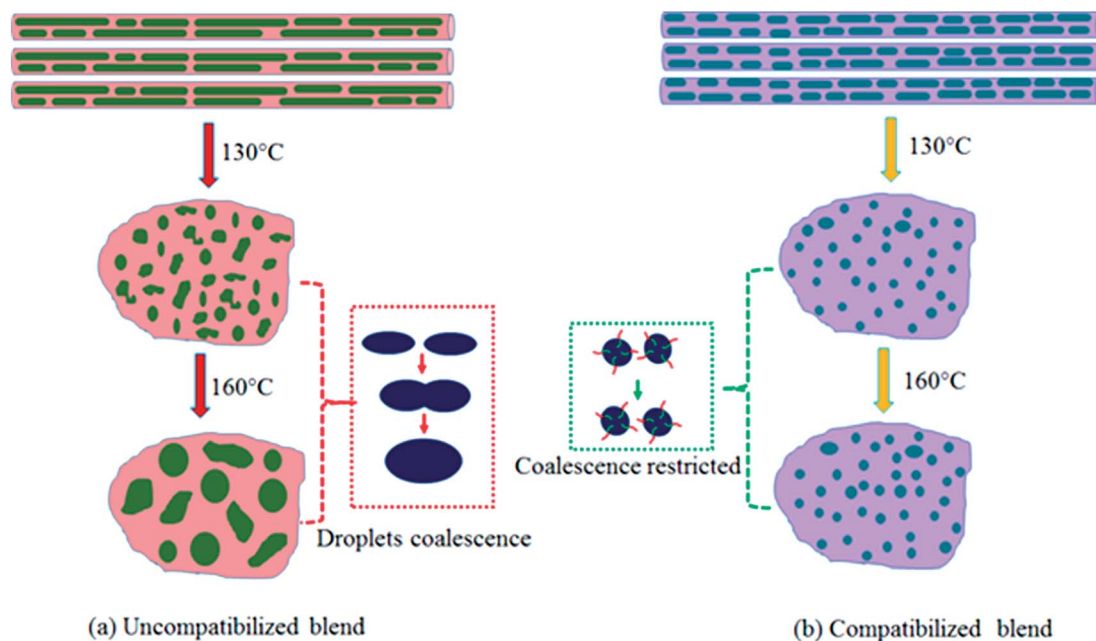 130°C
130°C
160°C
160°C
Coalescence restricted
Droplets coalescence
(a) Uncompatibilized blend
(b) Compatibilized blend